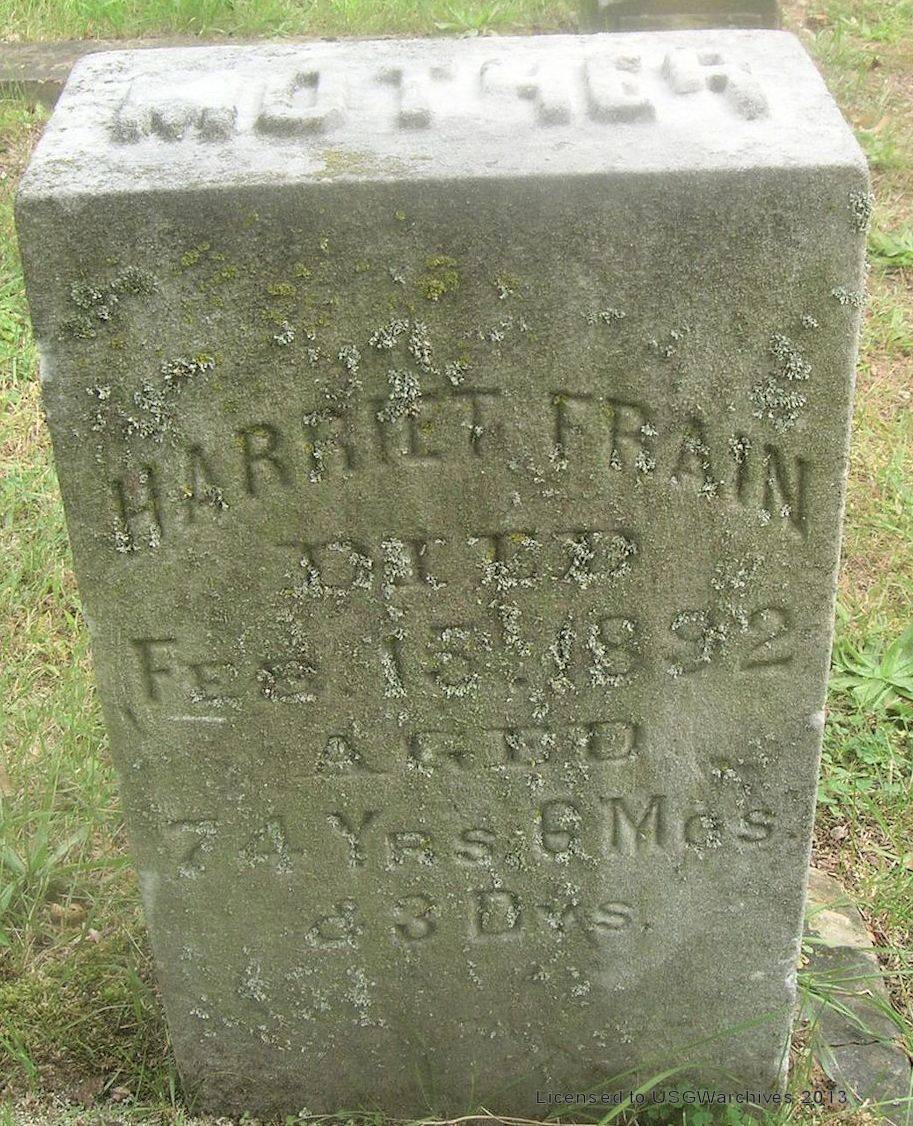 MOTHER
HARRIET FRAIN
DIED
FEB. 15, 1892
AGED
74 YRS. 6 MOS.
& 3 DYS.
Licensed to USGWarchives 2013